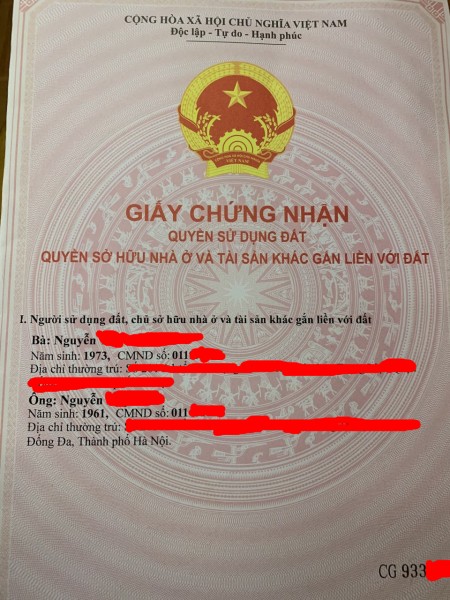 CỘNG HÒA XÃ HỘI CHỦ NGHĨA VIỆT NAM
Độc lập - Tự do - Hạnh phúc
VIỆT NAM
GIẤY CHỨNG NHẬN
QUYỀN SỬ DỤNG ĐẤT
QUYỀN SỞ HỮU NHÀ Ở VÀ TÀI SẢN KHÁC GẮN LIỀN VỚI ĐẤT
I. Người sử dụng đất, chủ sở hữu nhà ở và tài sản khác gắn liền với đất
Bà: Nguyễn
Năm sinh: 1973, CMND số: 011
Địa chỉ thường trú:
Ông: Nguyễn
Năm sinh: 1961, CMND số: 011
Địa chỉ thường trú:
Đống Đa, Thành phố Hà Nội.
CG 933